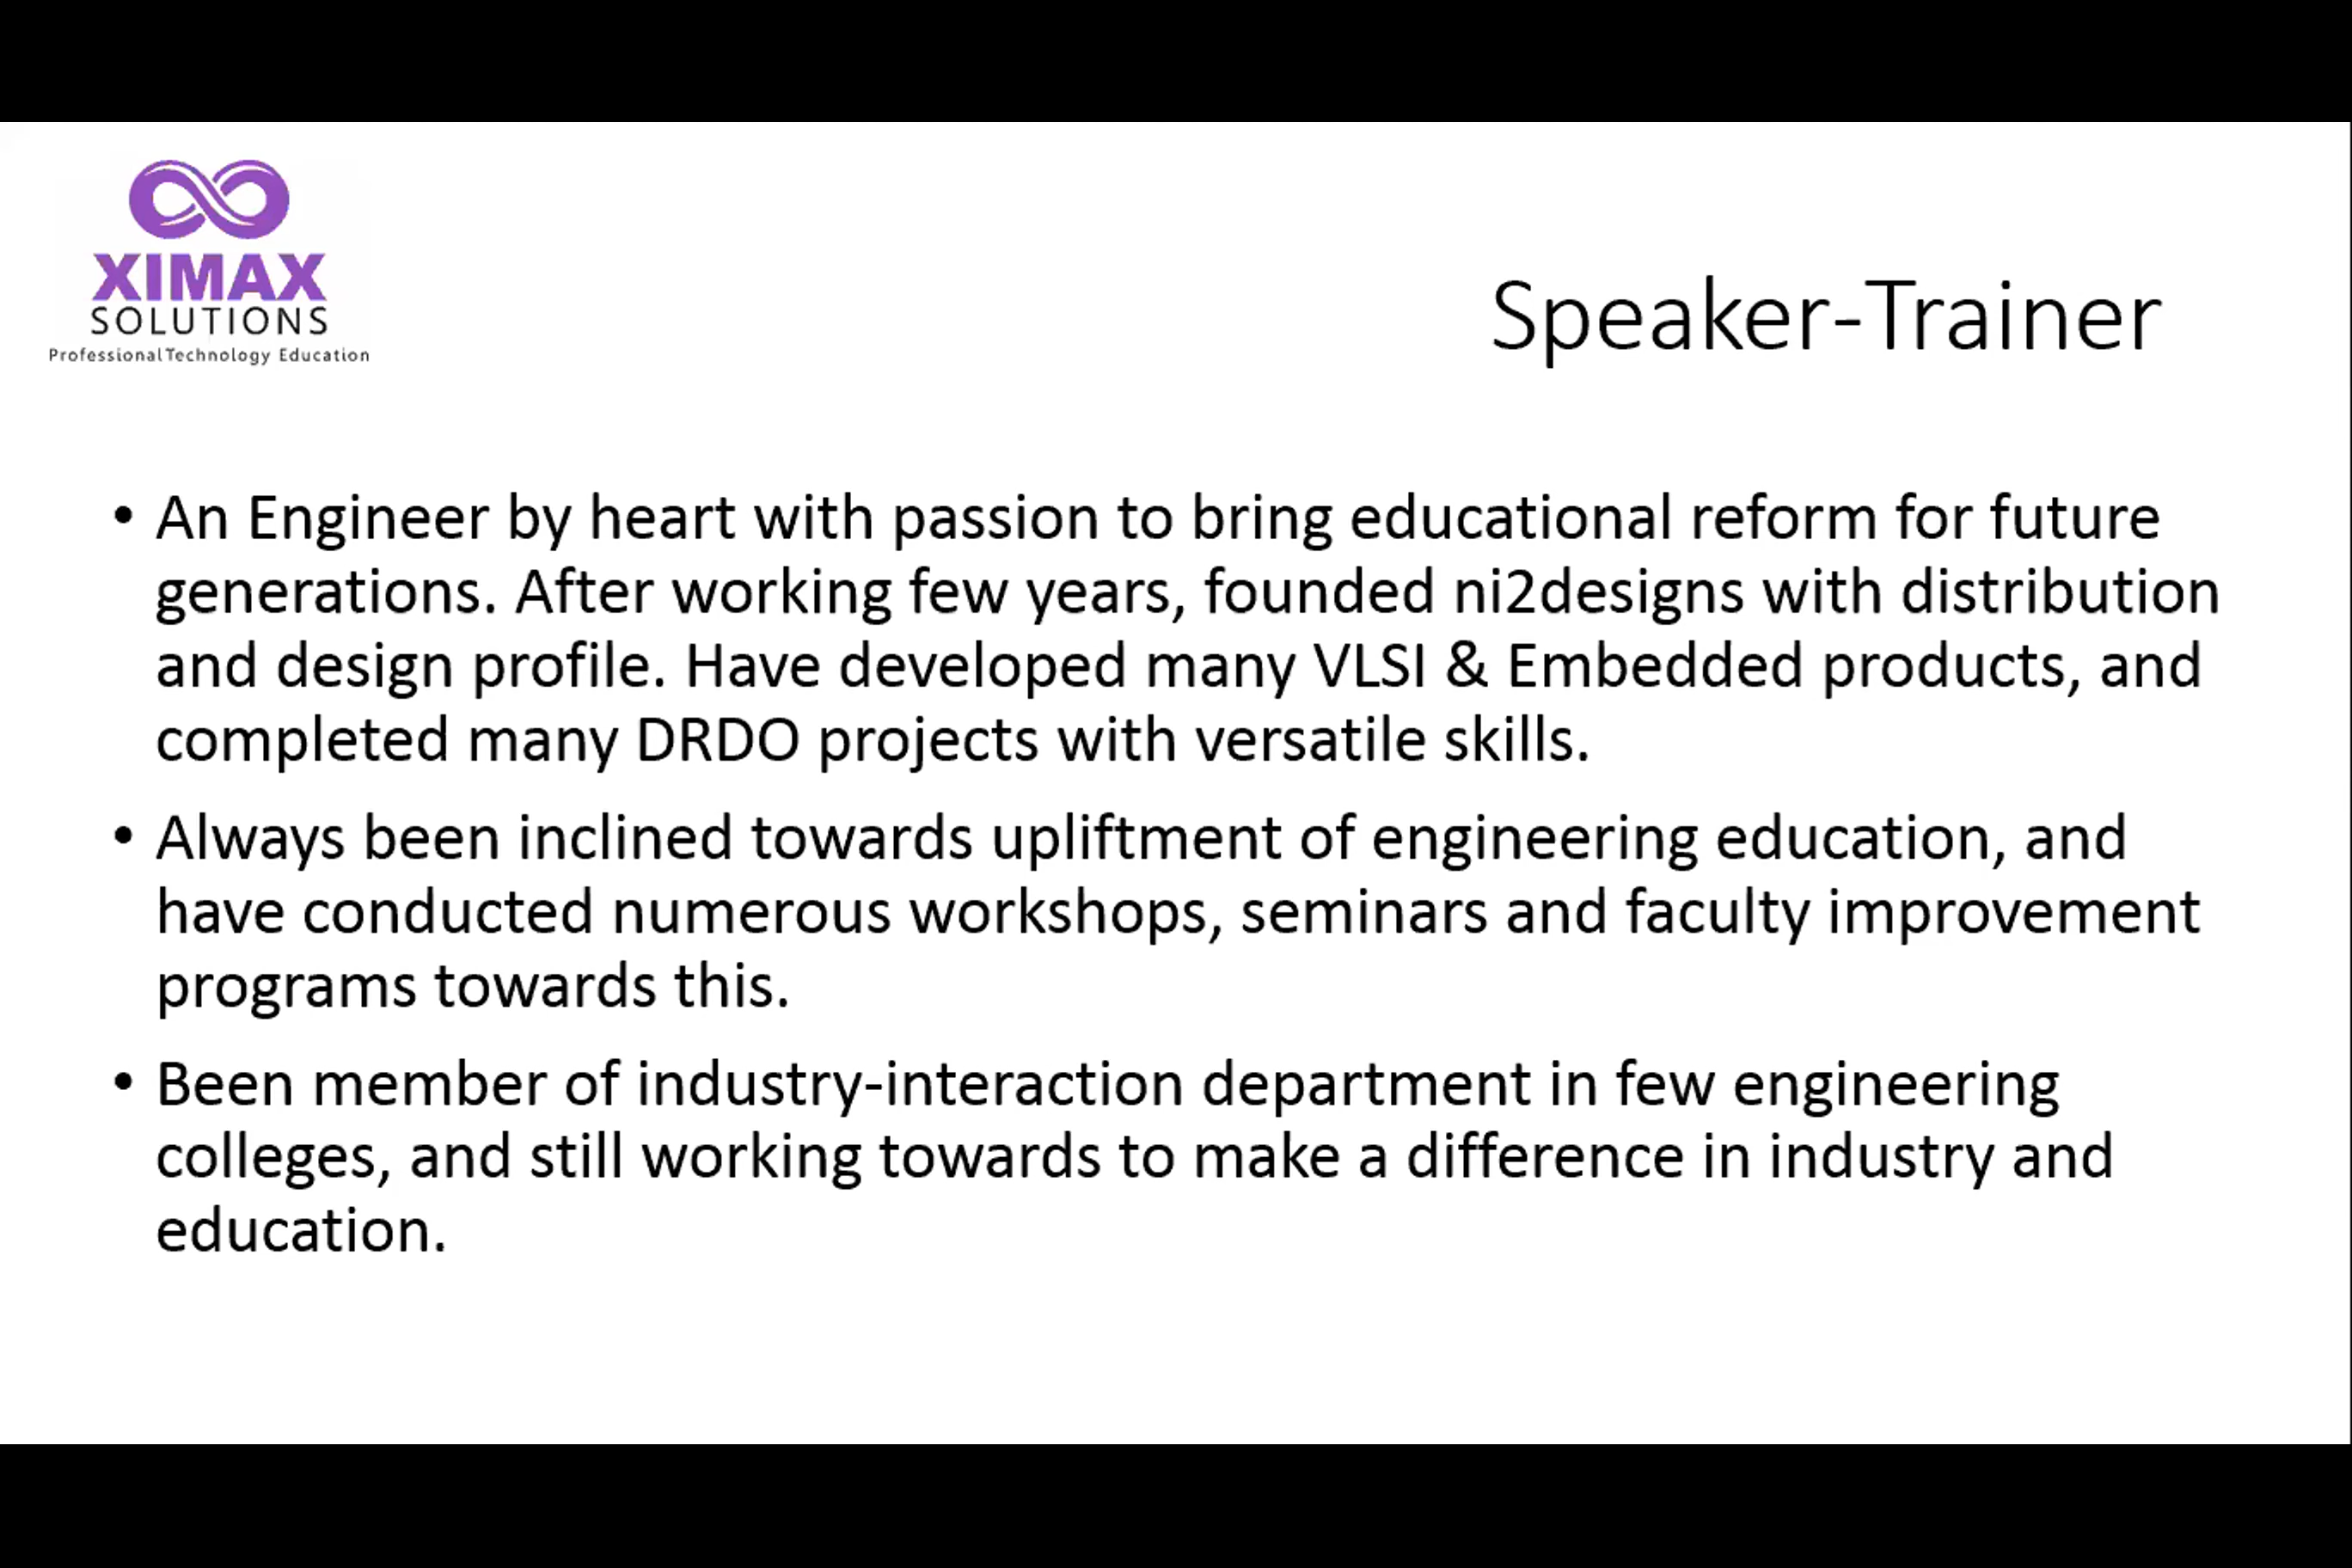 XIMAX
SOLUTIONS
Professional Technology Education
Speaker-Trainer
• An Engineer by heart with passion to bring educational reform for future
generations. After working few years, founded ni2designs with distribution
and design profile. Have developed many VLSI & Embedded products, and
completed many DRDO projects with versatile skills.
• Always been inclined towards upliftment of engineering education, and
have conducted numerous workshops, seminars and faculty improvement
programs towards this.
• Been member of industry-interaction department in few engineering
colleges, and still working towards to make a difference in industry and
education.